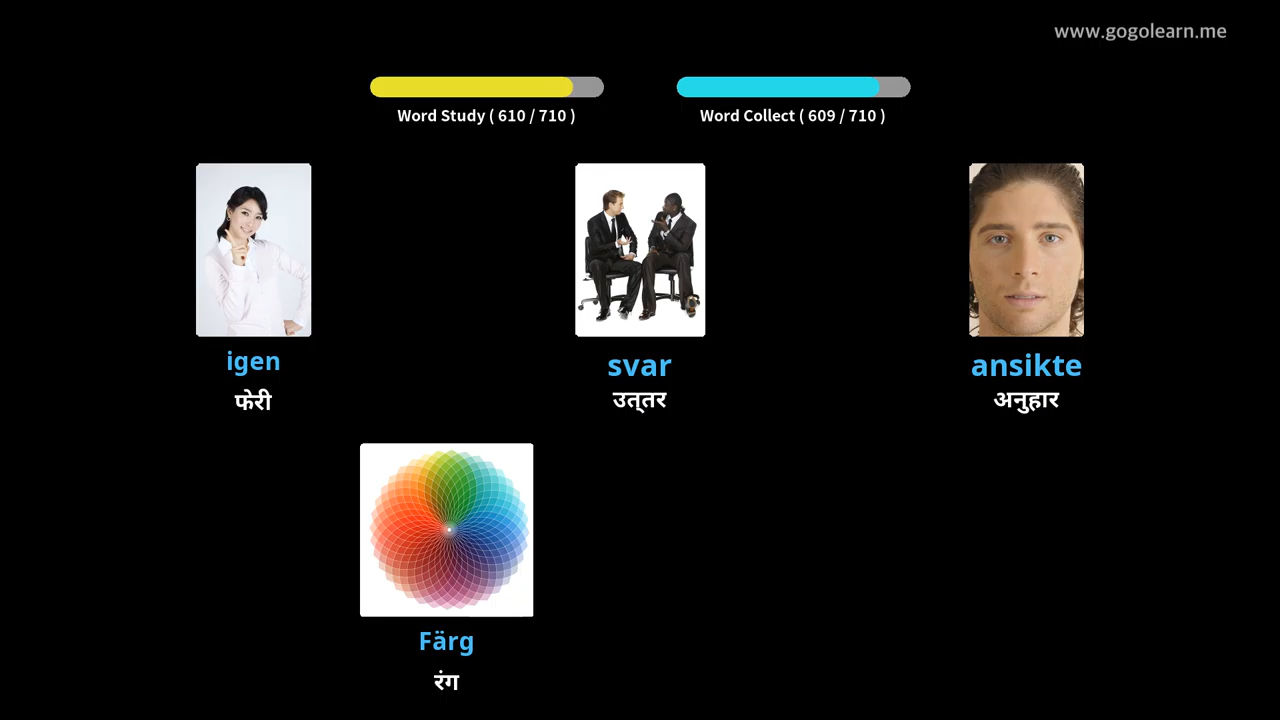 www.gogolearn.me
Word Study ( 610 / 710 )
Word Collect ( 609 / 710 )
igen
फेरी
svar
उत्तर
ansikte
अनुहार
Färg
रंग